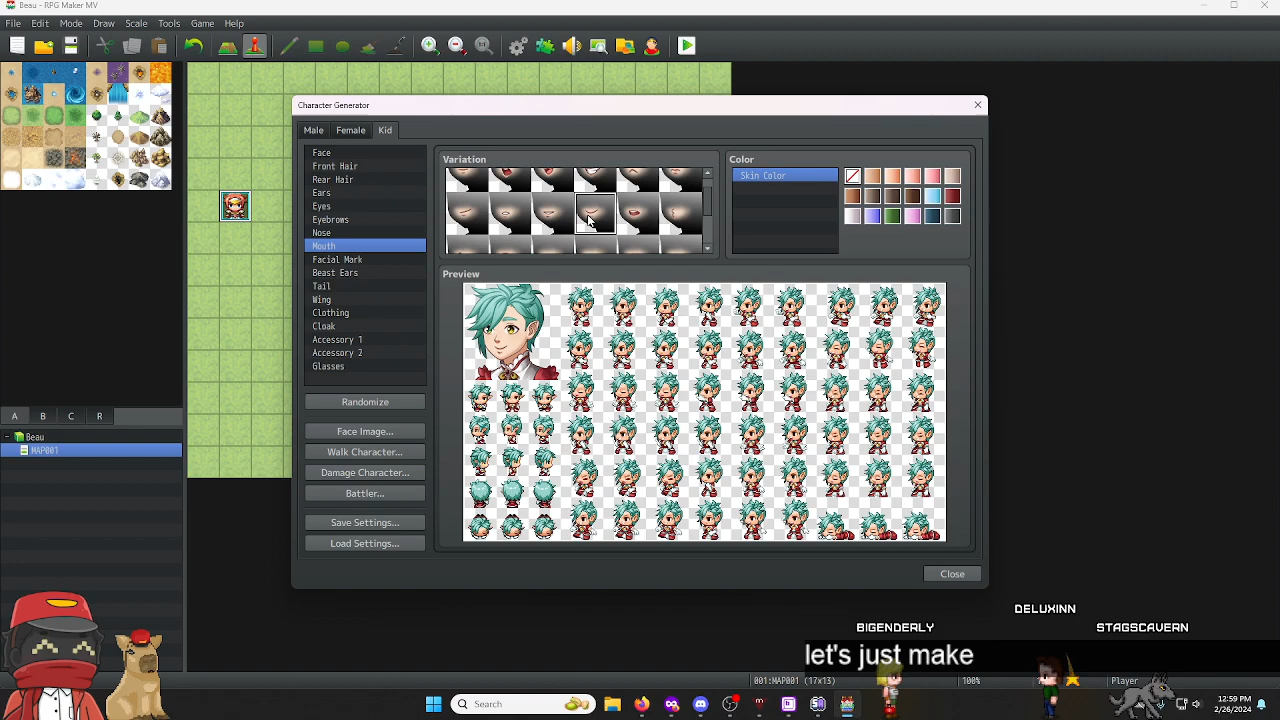 Beau - RPG Maker MV
File Edit Mode Draw Scale Tools Game Help
Character Generator
Male Female Kid
Face
Front Hair
Rear Hair
Ears
Eyes
Eyebrows
Nose
Mouth
Facial Mark
Beast Ears
Tail
Wing
Clothing
Cloak
Accessory 1
Accessory 2
Glasses
Randomize
Face Image...
Walk Character...
Damage Character...
Battler...
Save Settings...
Load Settings...
Variation
Color
Skin Color
Preview
Close
A B C R
Beau
MAP001
DELUXINN
BIGENDERLY
STAGSCAVERN
let's just make
001:MAP001 (17x13) 100% Player
Search
12:59 PM
2/26/2024